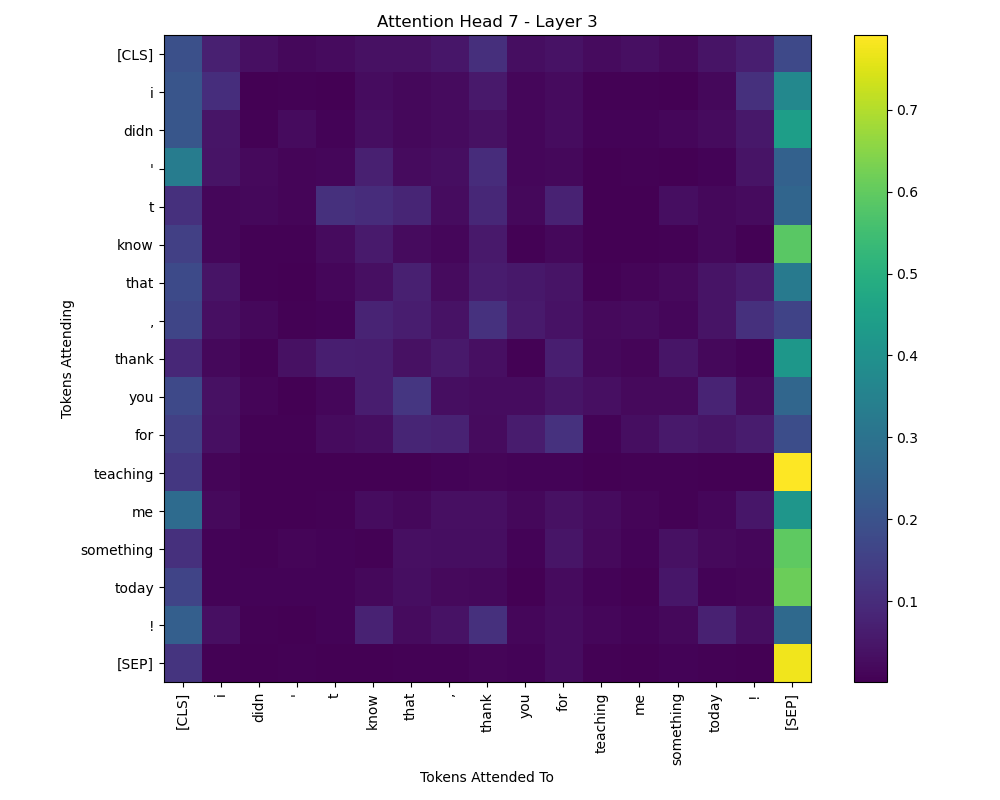 Attention Head 7 - Layer 3
[CLS]
i
didn
'
t
know
that
,
thank
you
for
teaching
me
something
today
!
[SEP]
Tokens Attending
[CLS]
i
didn
'
t
know
that
,
thank
you
for
teaching
me
something
today
!
[SEP]
Tokens Attended To
0.7
0.6
0.5
0.4
0.3
0.2
0.1